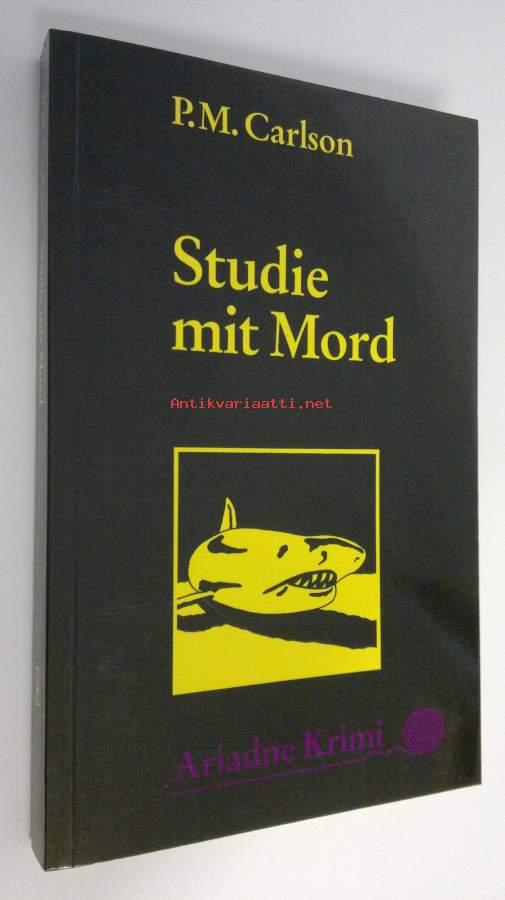 P.M. Carlson
Studie
mit Mord
Antikvariaatti.net
Ariadne Krimi